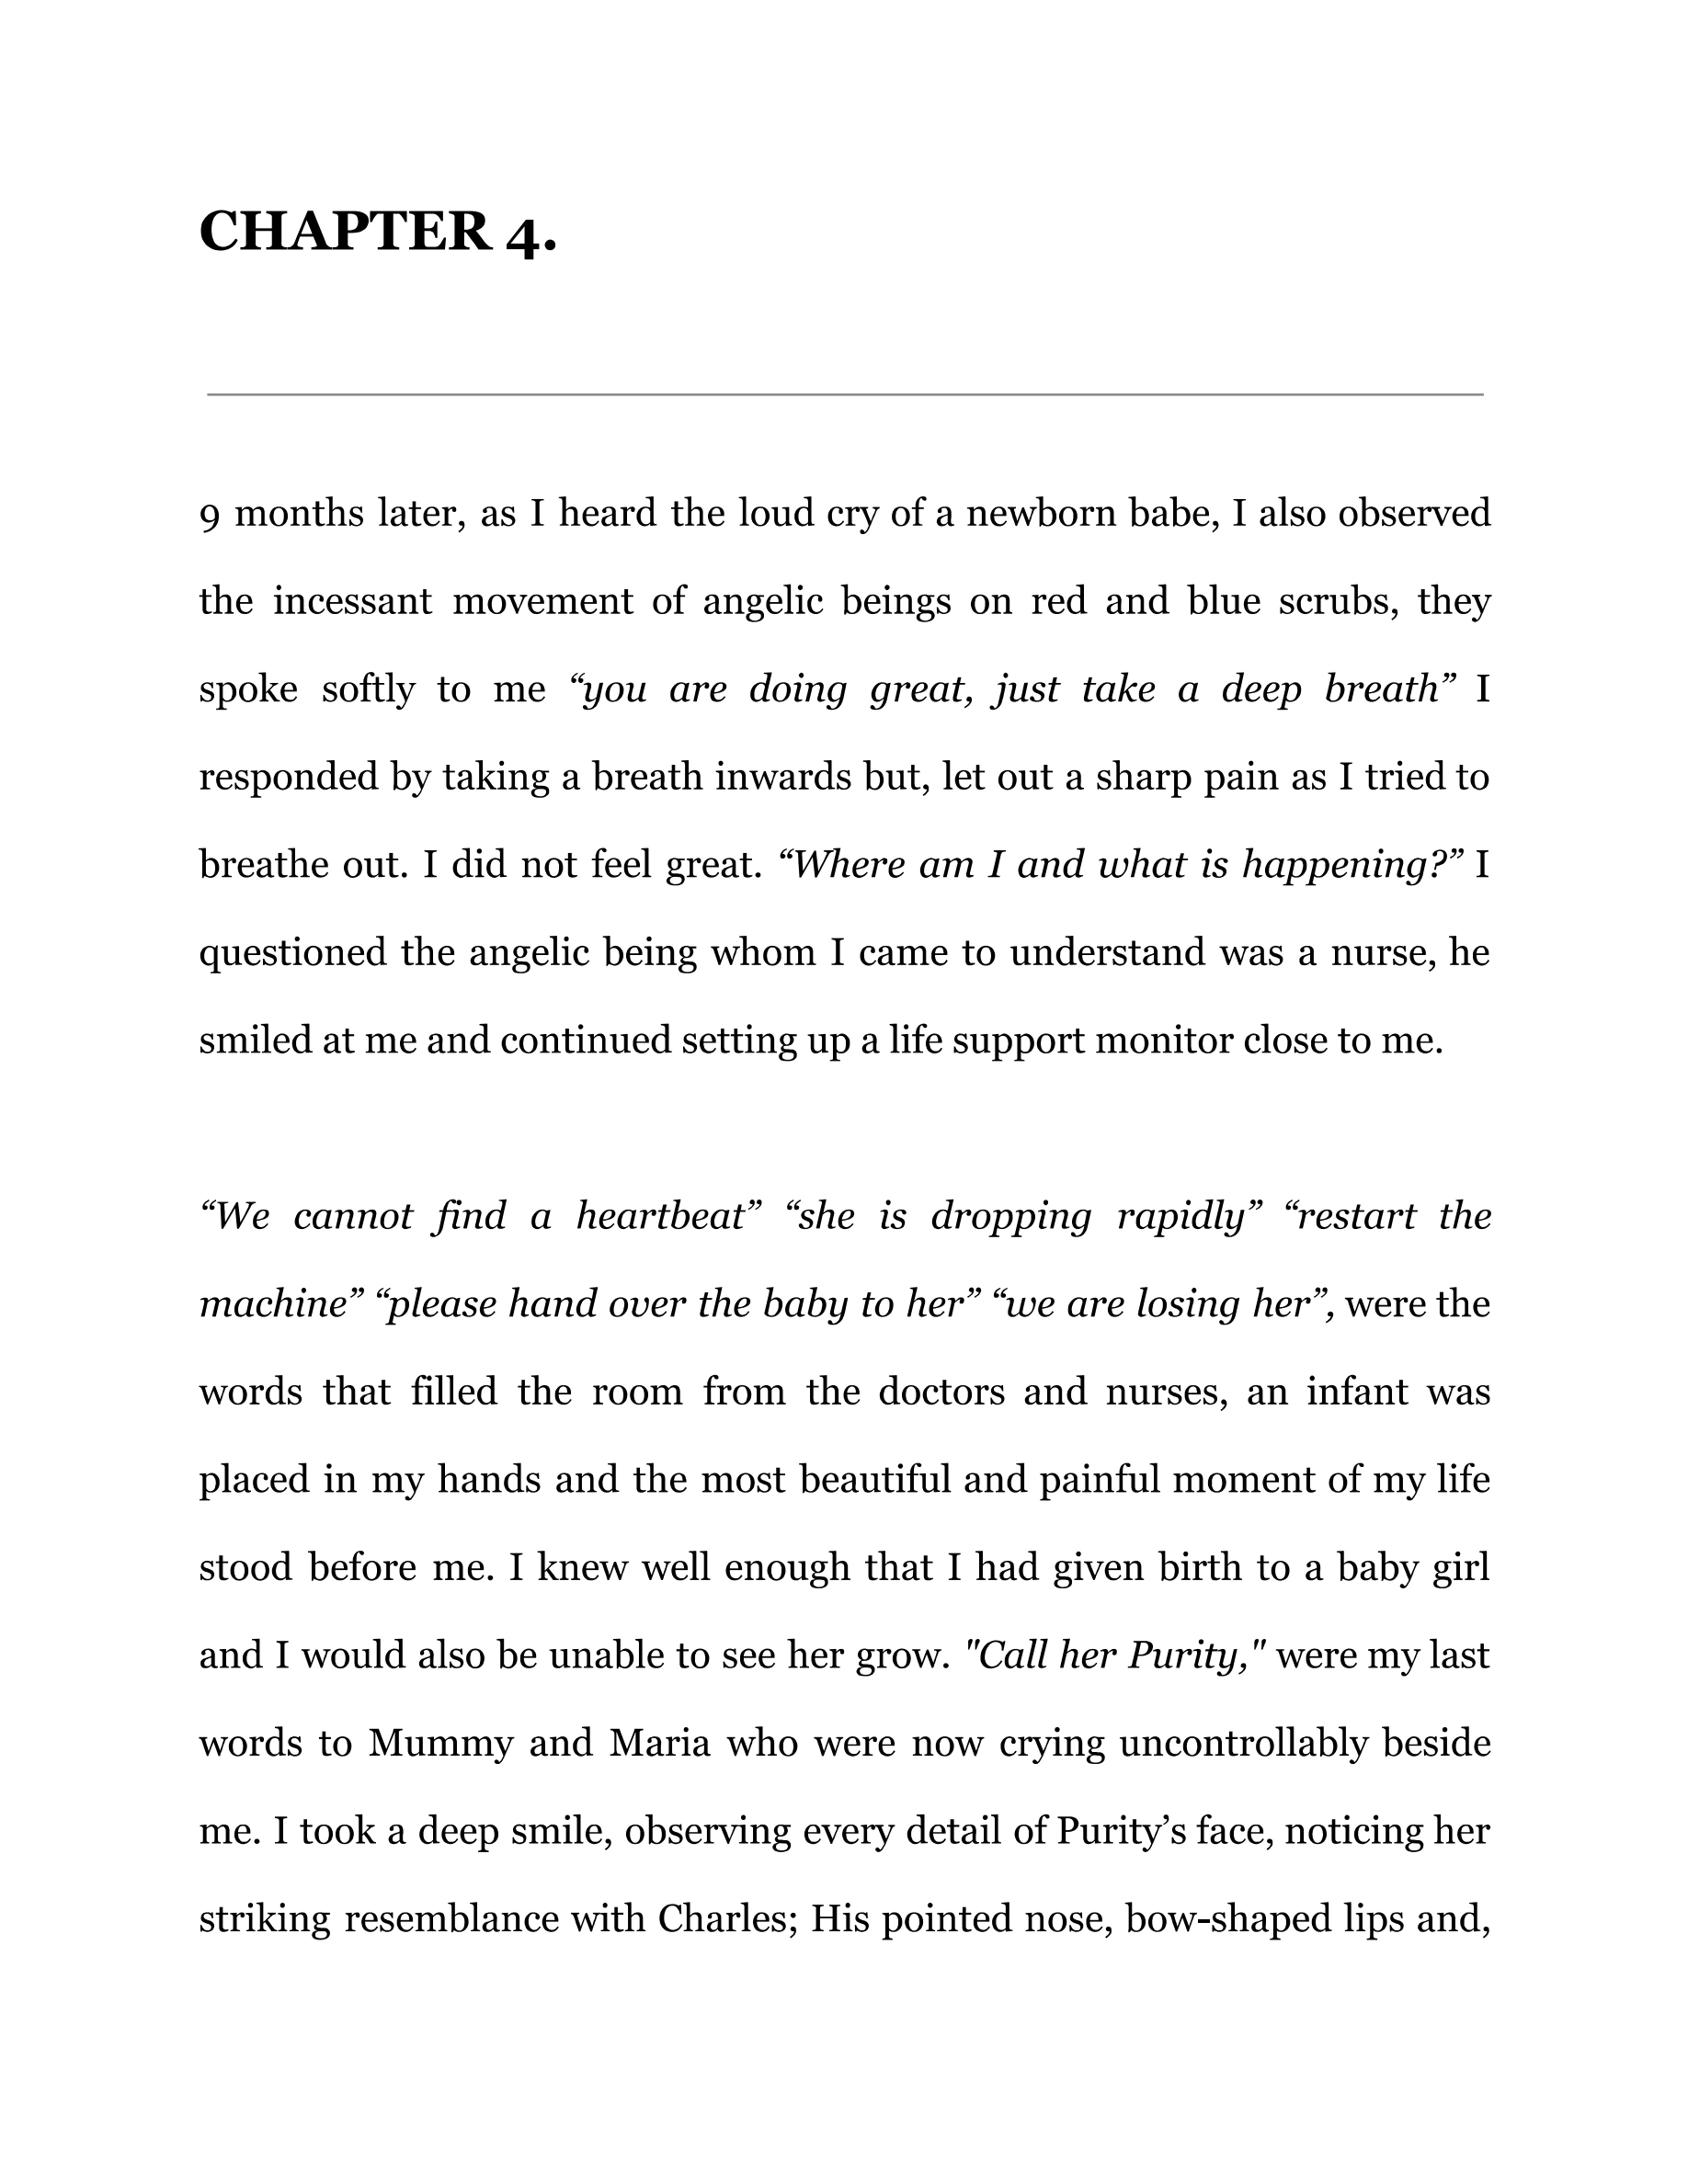 CHAPTER 4.
9 months later, as I heard the loud cry of a newborn babe, I also observed
the incessant movement of angelic beings on red and blue scrubs, they
spoke softly to me “you are doing great, just take a deep breath” I
responded by taking a breath inwards but, let out a sharp pain as I tried to
breathe out. I did not feel great. “Where am I and what is happening?” I
questioned the angelic being whom I came to understand was a nurse, he
smiled at me and continued setting up a life support monitor close to me.
“We cannot find a heartbeat” “she is dropping rapidly” “restart the
machine” “please hand over the baby to her” “we are losing her”, were the
words that filled the room from the doctors and nurses, an infant was
placed in my hands and the most beautiful and painful moment of my life
stood before me. I knew well enough that I had given birth to a baby girl
and I would also be unable to see her grow. "Call her Purity," were my last
words to Mummy and Maria who were now crying uncontrollably beside
me. I took a deep smile, observing every detail of Purity’s face, noticing her
striking resemblance with Charles; His pointed nose, bow-shaped lips and,